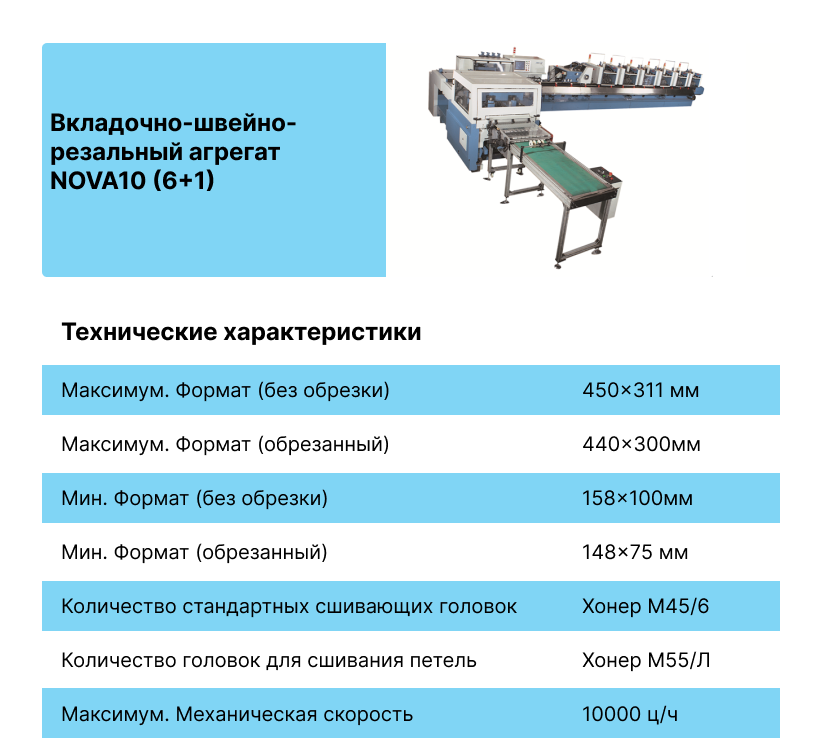 Вкладочно-швейно-
резальный агрегат
NOVA10 (6+1)
Технические характеристики
Максимум. Формат (без обрезки) 450×311 мм
Максимум. Формат (обрезанный) 440×300мм
Мин. Формат (без обрезки) 158×100мм
Мин. Формат (обрезанный) 148×75 мм
Количество стандартных сшивающих головок Хонер М45/6
Количество головок для сшивания петель Хонер М55/Л
Максимум. Механическая скорость 10000 ц/ч